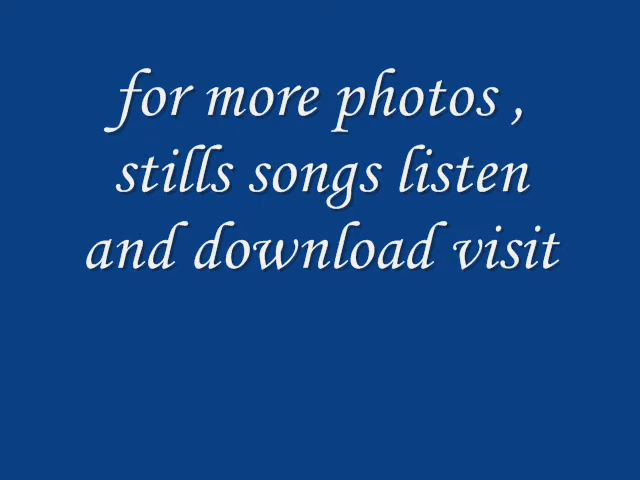 for more photos ,
stills songs listen
and download visit